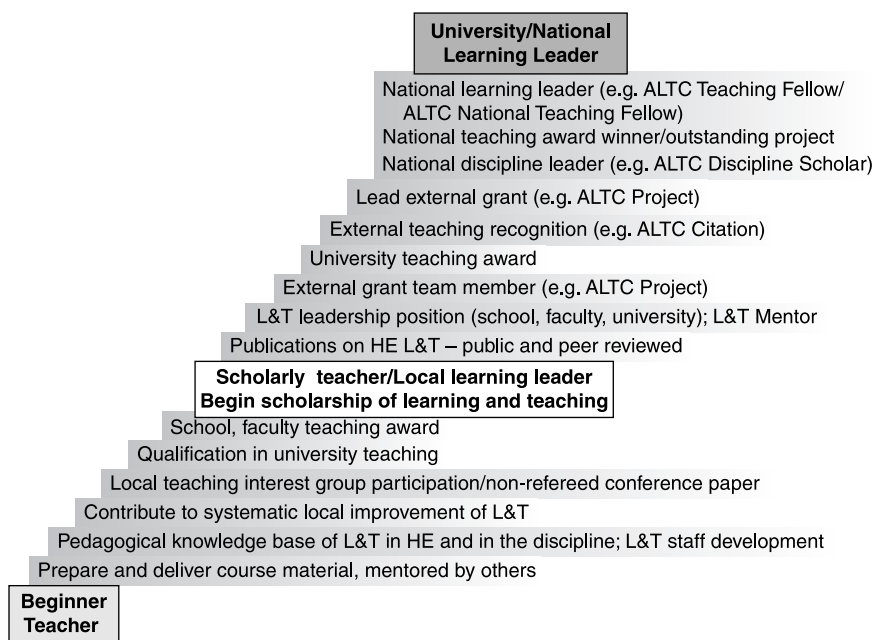 University/National
Learning Leader
National learning leader (e.g. ALTC Teaching Fellow/
ALTC National Teaching Fellow)
National teaching award winner/outstanding project
National discipline leader (e.g. ALTC Discipline Scholar)
Lead external grant (e.g. ALTC Project)
External teaching recognition (e.g. ALTC Citation)
University teaching award
External grant team member (e.g. ALTC Project)
L&T leadership position (school, faculty, university); L&T Mentor
Publications on HE L&T – public and peer reviewed
Scholarly teacher/Local learning leader
Begin scholarship of learning and teaching
School, faculty teaching award
Qualification in university teaching
Local teaching interest group participation/non-refereed conference paper
Contribute to systematic local improvement of L&T
Pedagogical knowledge base of L&T in HE and in the discipline; L&T staff development
Prepare and deliver course material, mentored by others
Beginner
Teacher